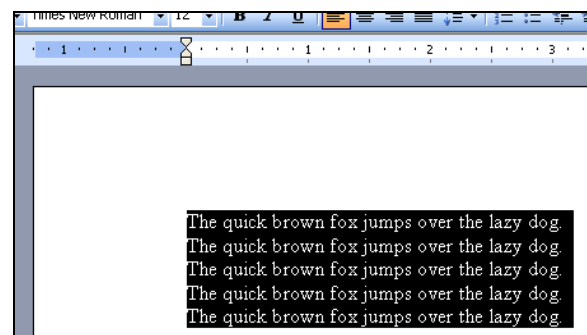 Times New Roman 12 B I U
1 1 2 3
The quick brown fox jumps over the lazy dog.
The quick brown fox jumps over the lazy dog.
The quick brown fox jumps over the lazy dog.
The quick brown fox jumps over the lazy dog.
The quick brown fox jumps over the lazy dog.